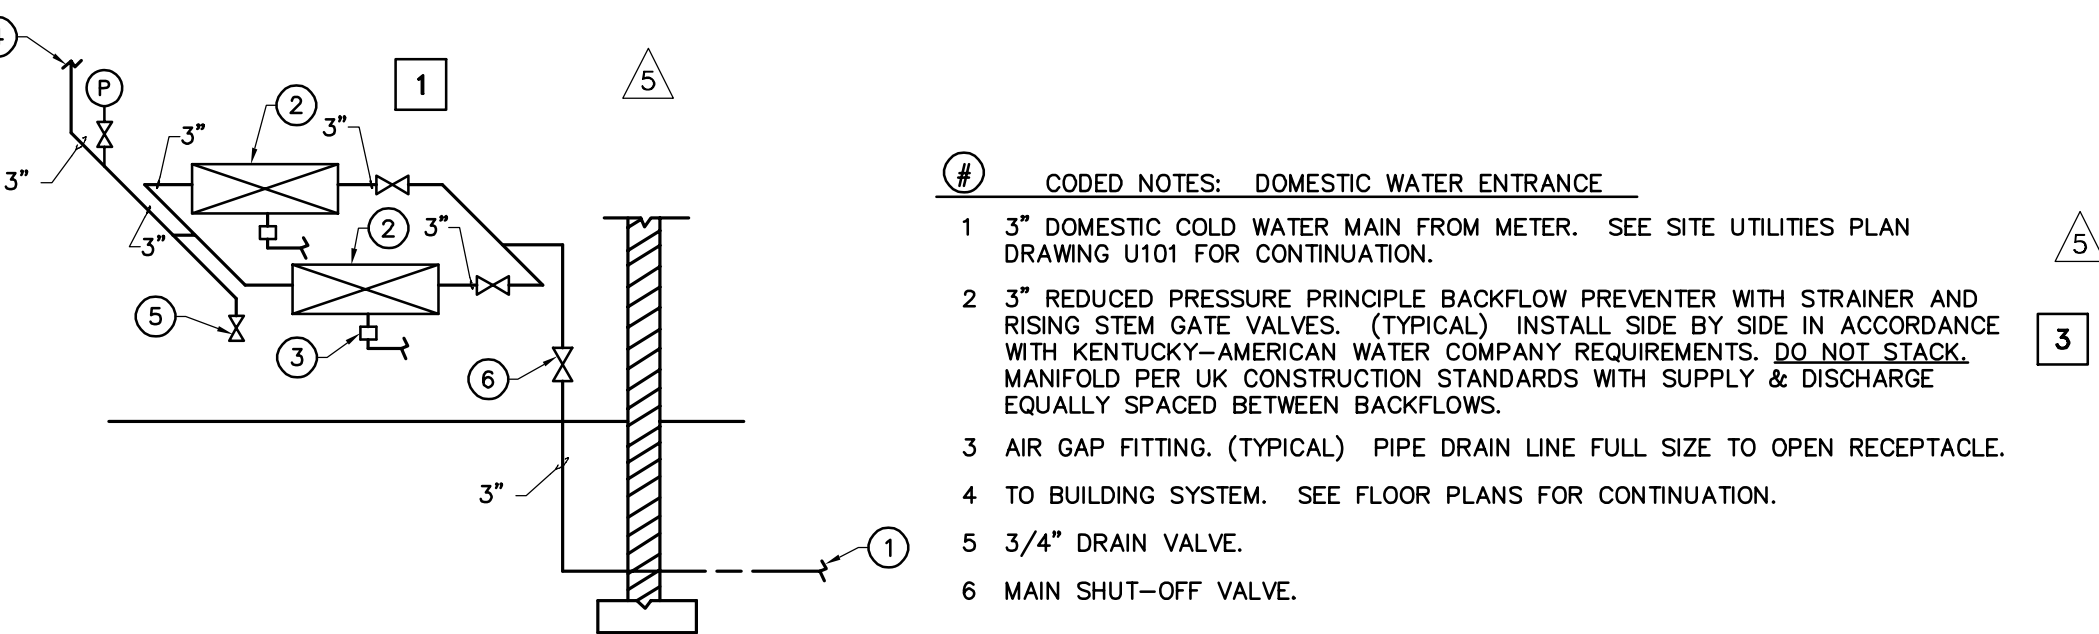 4
P
3"
3"
3"
2
3"
1
5
2
3"
5
3
6
3"
1
# CODED NOTES: DOMESTIC WATER ENTRANCE
1 3" DOMESTIC COLD WATER MAIN FROM METER. SEE SITE UTILITIES PLAN
DRAWING U101 FOR CONTINUATION.
5
2 3" REDUCED PRESSURE PRINCIPLE BACKFLOW PREVENTER WITH STRAINER AND
RISING STEM GATE VALVES. (TYPICAL) INSTALL SIDE BY SIDE IN ACCORDANCE
WITH KENTUCKY-AMERICAN WATER COMPANY REQUIREMENTS. DO NOT STACK.
MANIFOLD PER UK CONSTRUCTION STANDARDS WITH SUPPLY & DISCHARGE
EQUALLY SPACED BETWEEN BACKFLOWS.
3
3 AIR GAP FITTING. (TYPICAL) PIPE DRAIN LINE FULL SIZE TO OPEN RECEPTACLE.
4 TO BUILDING SYSTEM. SEE FLOOR PLANS FOR CONTINUATION.
5 3/4" DRAIN VALVE.
6 MAIN SHUT-OFF VALVE.